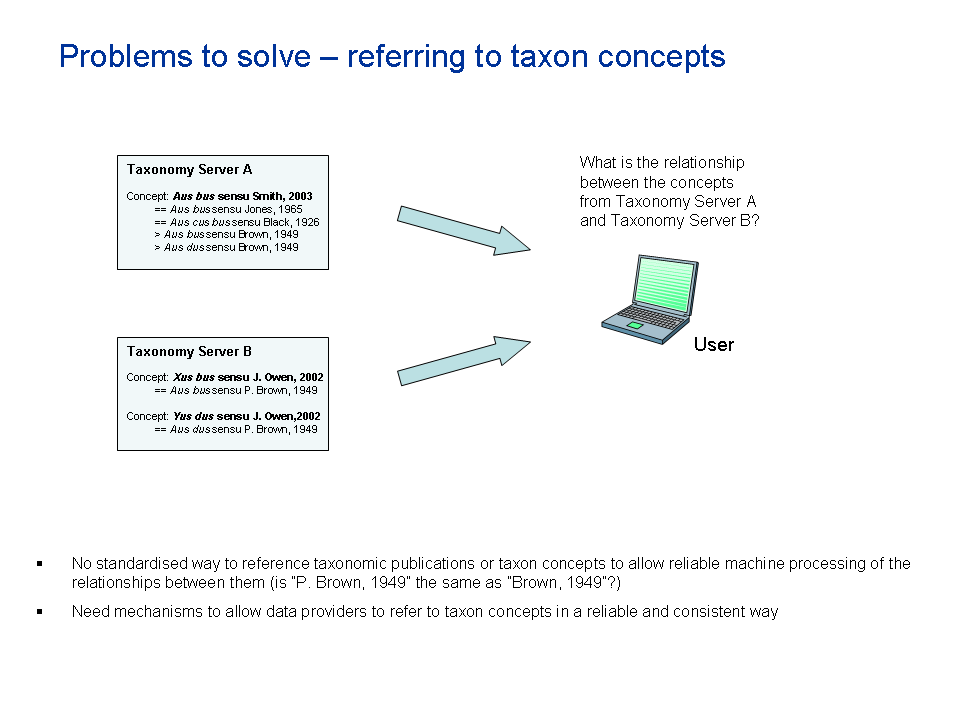 Problems to solve – referring to taxon concepts
Taxonomy Server A
Concept: Aus bus sensu Smith, 2003
== Aus bus sensu Jones, 1965
== Aus cus bus sensu Black, 1926
> Aus bus sensu Brown, 1949
> Aus dus sensu Brown, 1949
What is the relationship
between the concepts
from Taxonomy Server A
and Taxonomy Server B?
User
Taxonomy Server B
Concept: Xus bus sensu J. Owen, 2002
== Aus bus sensu P. Brown, 1949
Concept: Yus dus sensu J. Owen,2002
== Aus dus sensu P. Brown, 1949
▪ No standardised way to reference taxonomic publications or taxon concepts to allow reliable machine processing of the
relationships between them (is “P. Brown, 1949” the same as “Brown, 1949”?)
▪ Need mechanisms to allow data providers to refer to taxon concepts in a reliable and consistent way